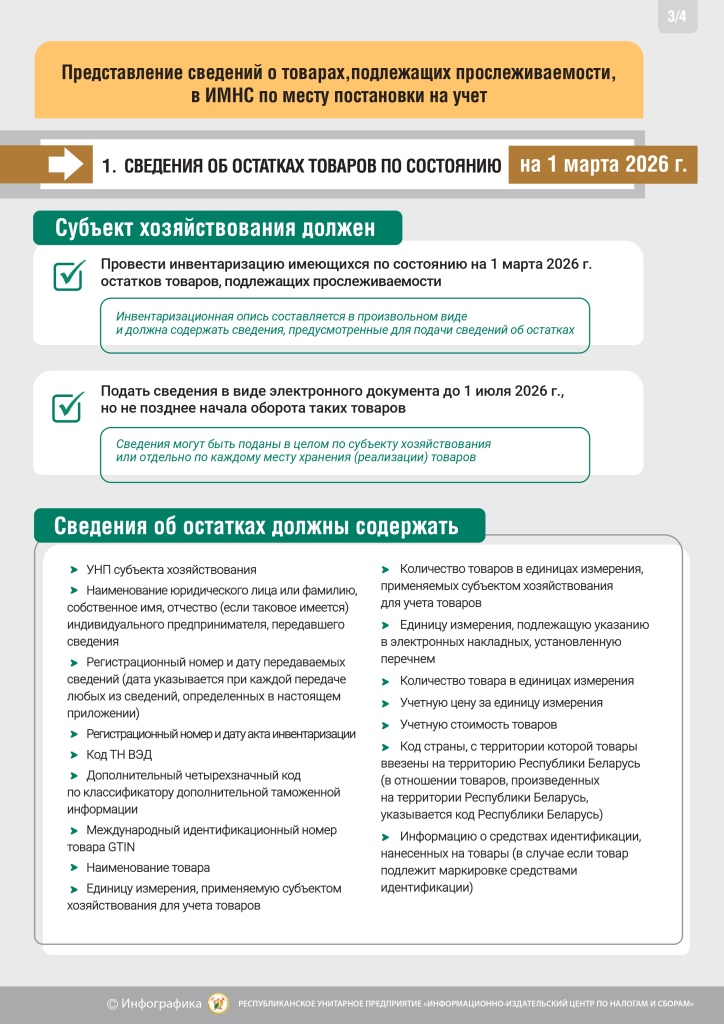 3/4
Представление сведений о товарах,подлежащих прослеживаемости,
в ИМНС по месту постановки на учет
1. СВЕДЕНИЯ ОБ ОСТАТКАХ ТОВАРОВ ПО СОСТОЯНИЮ на 1 марта 2026 г.
Субъект хозяйствования должен
Провести инвентаризацию имеющихся по состоянию на 1 марта 2026 г.
остатков товаров, подлежащих прослеживаемости
Инвентаризационная опись составляется в произвольном виде
и должна содержать сведения, предусмотренные для подачи сведений об остатках
Подать сведения в виде электронного документа до 1 июля 2026 г.,
но не позднее начала оборота таких товаров
Сведения могут быть поданы в целом по субъекту хозяйствования
или отдельно по каждому месту хранения (реализации) товаров
Сведения об остатках должны содержать
УНП субъекта хозяйствования
Наименование юридического лица или фамилию,
собственное имя, отчество (если таковое имеется)
индивидуального предпринимателя, передавшего
сведения
Регистрационный номер и дату передаваемых
сведений (дата указывается при каждой передаче
любых из сведений, определенных в настоящем
приложении)
Регистрационный номер и дату акта инвентаризации
Код ТН ВЭД
Дополнительный четырехзначный код
по классификатору дополнительной таможенной
информации
Международный идентификационный номер
товара GTIN
Наименование товара
Единицу измерения, применяемую субъектом
хозяйствования для учета товаров
Количество товаров в единицах измерения,
применяемых субъектом хозяйствования
для учета товаров
Единицу измерения, подлежащую указанию
в электронных накладных, установленную
перечнем
Количество товара в единицах измерения
Учетную цену за единицу измерения
Учетную стоимость товаров
Код страны, с территории которой товары
ввезены на территорию Республики Беларусь
(в отношении товаров, произведенных
на территории Республики Беларусь,
указывается код Республики Беларусь)
Информацию о средствах идентификации,
нанесенных на товары (в случае если товар
подлежит маркировке средствами
идентификации)
© Инфографика РЕСПУБЛИКАНСКОЕ УНИТАРНОЕ ПРЕДПРИЯТИЕ «ИНФОРМАЦИОННО-ИЗДАТЕЛЬСКИЙ ЦЕНТР ПО НАЛОГАМ И СБОРАМ»